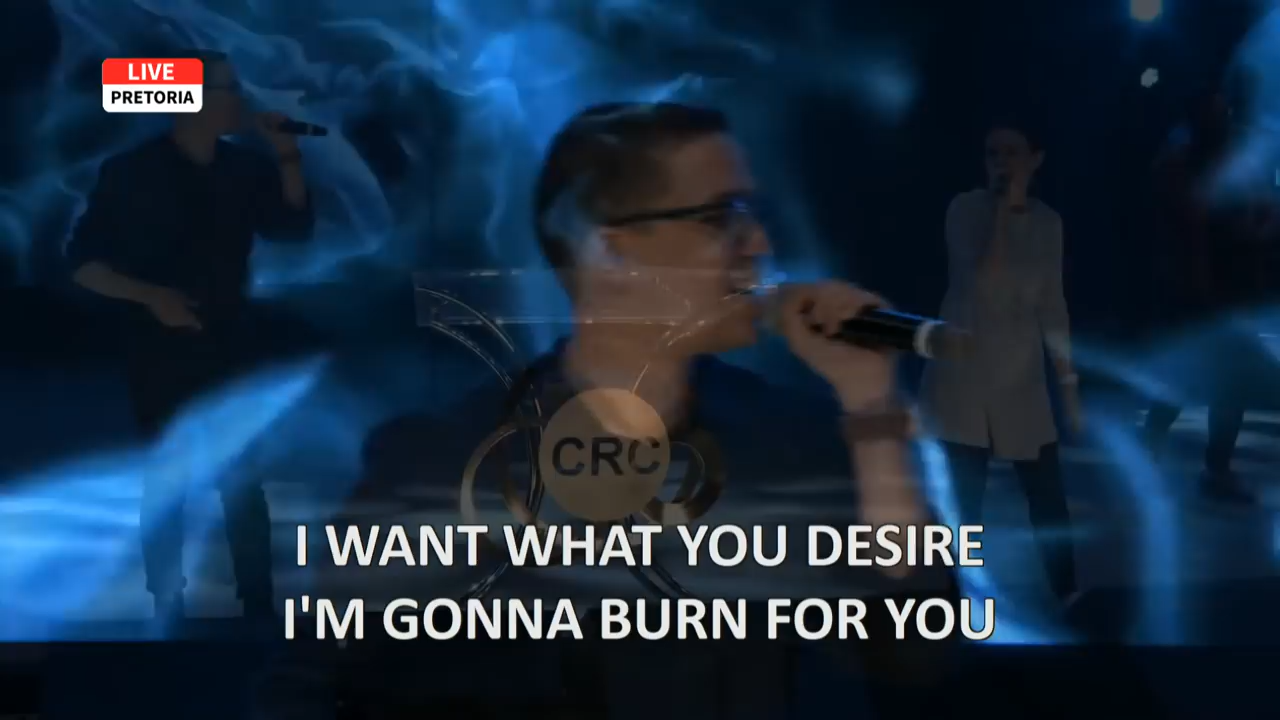 LIVE
PRETORIA
CRC
I WANT WHAT YOU DESIRE
I'M GONNA BURN FOR YOU